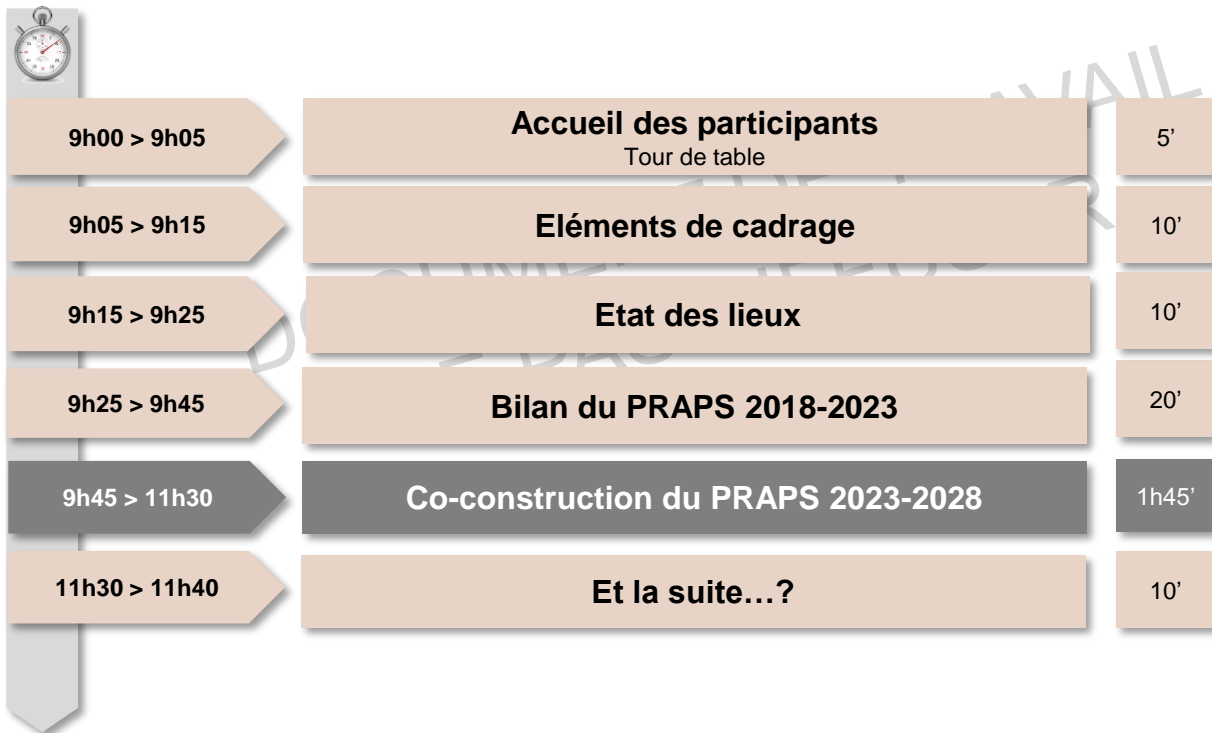 9h00 > 9h05
Accueil des participants
Tour de table
5’
9h05 > 9h15
Eléments de cadrage
10’
9h15 > 9h25
Etat des lieux
10’
9h25 > 9h45
Bilan du PRAPS 2018-2023
20’
9h45 > 11h30
Co-construction du PRAPS 2023-2028
1h45’
11h30 > 11h40
Et la suite…?
10’